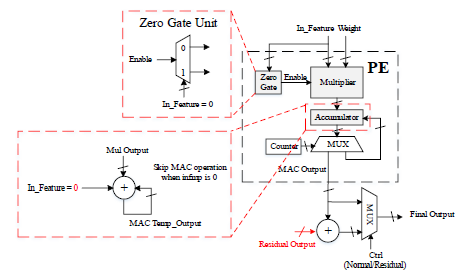 Zero Gate Unit
Enable
0
1
In_Feature = 0
In_Feature Weight
PE
Zero
Gate
Enable
Multiplier
Accumulator
Counter
MUX
MAC Output
Mul Output
Skip MAC operation
when infmp is 0
In_Feature = 0
+
MAC Temp_Output
MUX
Final Output
Residual Output
+
Ctrl
(Normal/Residual)